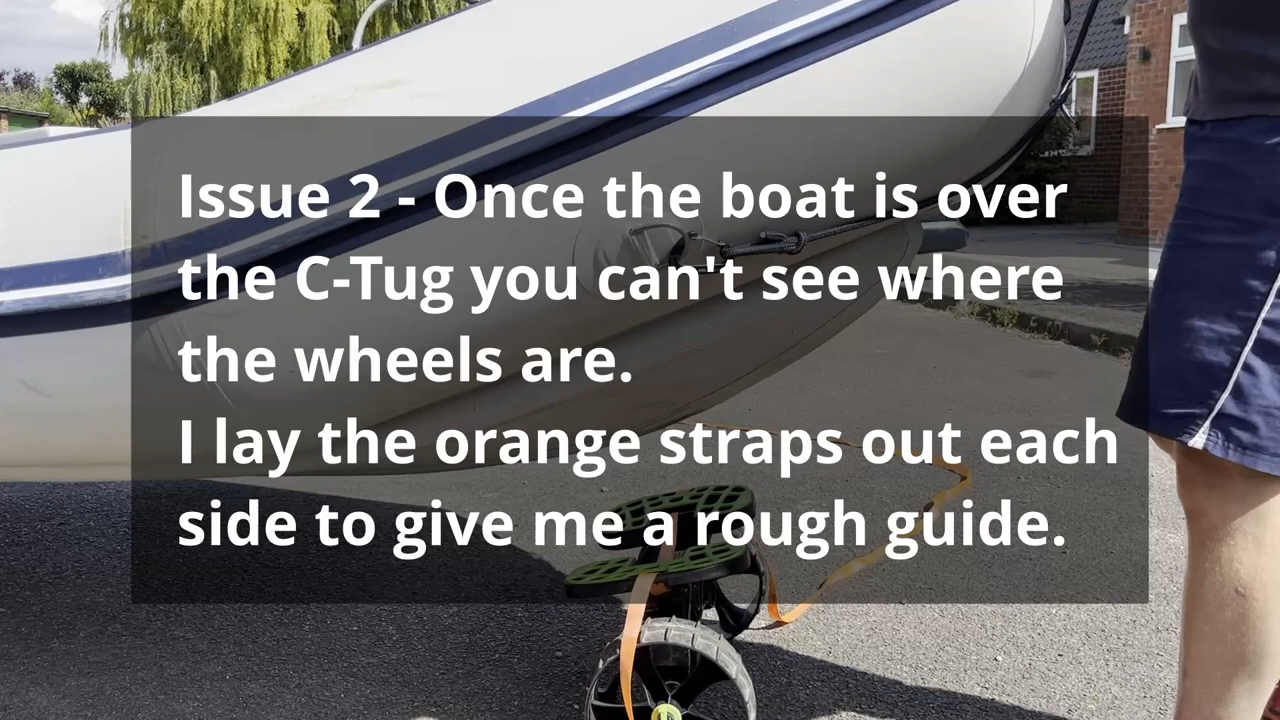 Issue 2 - Once the boat is over
the C-Tug you can't see where
the wheels are.
I lay the orange straps out each
side to give me a rough guide.